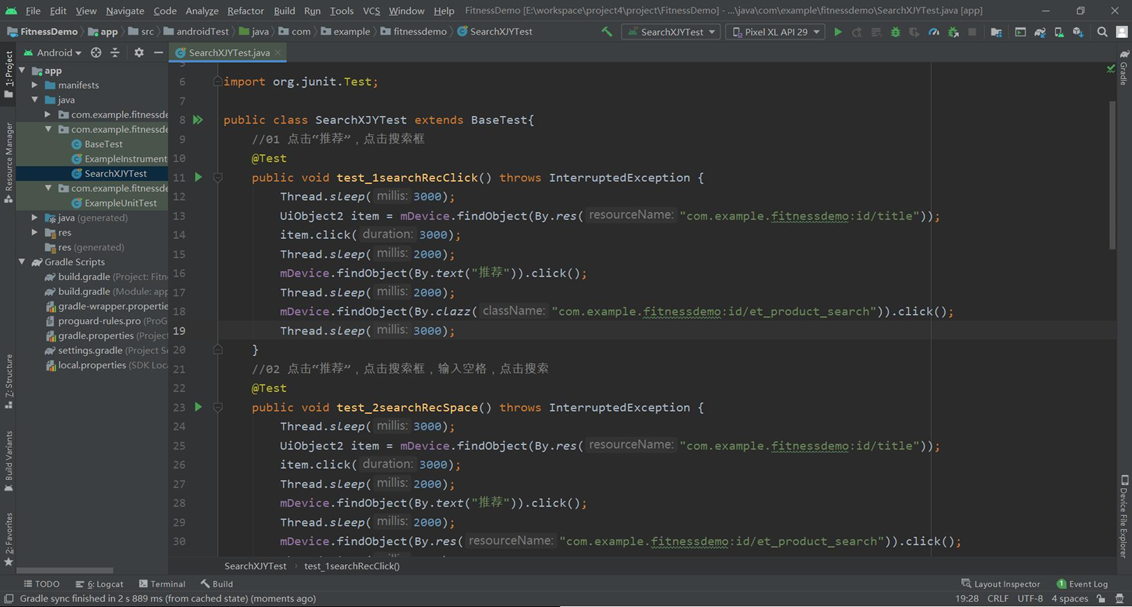 File Edit View Navigate Code Analyze Refactor Build Run Tools VCS Window Help FitnessDemo [E:\workspace\project4\project\FitnessDemo] - ...\java\com\example\fitnessdemo\SearchXJYTest.java [app]
FitnessDemo app src androidTest java com example fitnessdemo SearchXJYTest SearchXJYTest Pixel XL API 29
1: Project
Resource Manager
Z: Structure
Build Variants
2: Favorites
Android
app
manifests
java
com.example.fitnessde
com.example.fitnessde
BaseTest
ExampleInstrument
SearchXJYTest
com.example.fitnessde
ExampleUnitTest
java (generated)
res
res (generated)
Gradle Scripts
build.gradle (Project: Fitn
build.gradle (Module: app
gradle-wrapper.propertie
proguard-rules.pro (ProG
gradle.properties (Project
settings.gradle (Project Se
local.properties (SDK Loca
SearchXJYTest.java
6 import org.junit.Test;
7
8 public class SearchXJYTest extends BaseTest{
9 //01 点击“推荐”，点击搜索框
10 @Test
11 public void test_1searchRecClick() throws InterruptedException {
12 Thread.sleep( millis: 3000);
13 UiObject2 item = mDevice.findObject(By.res( resourceName: "com.example.fitnessdemo:id/title"));
14 item.click( duration: 3000);
15 Thread.sleep( millis: 2000);
16 mDevice.findObject(By.text("推荐")).click();
17 Thread.sleep( millis: 2000);
18 mDevice.findObject(By.clazz( className: "com.example.fitnessdemo:id/et_product_search")).click();
19 Thread.sleep( millis: 3000);
20 }
21 //02 点击“推荐”，点击搜索框，输入空格，点击搜索
22 @Test
23 public void test_2searchRecSpace() throws InterruptedException {
24 Thread.sleep( millis: 3000);
25 UiObject2 item = mDevice.findObject(By.res( resourceName: "com.example.fitnessdemo:id/title"));
26 item.click( duration: 3000);
27 Thread.sleep( millis: 2000);
28 mDevice.findObject(By.text("推荐")).click();
29 Thread.sleep( millis: 2000);
30 mDevice.findObject(By.res( resourceName: "com.example.fitnessdemo:id/et_product_search")).click();
SearchXJYTest test_1searchRecClick()
Gradle
Device File Explorer
TODO 6: Logcat Terminal Build Layout Inspector 1 Event Log
Gradle sync finished in 2 s 889 ms (from cached state) (moments ago) 19:28 CRLF UTF-8 4 spaces